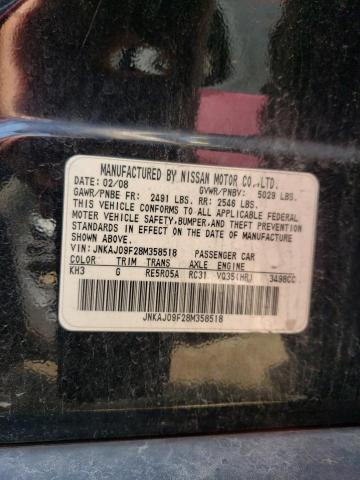 MANUFACTURED BY NISSAN MOTOR CO.,LTD.
DATE: 02/08 GVWR/PNBV: 5029 LBS.
GAWR/PNBE FR: 2491 LBS. RR: 2546 LBS.
THIS VEHICLE CONFORMS TO ALL APPLICABLE FEDERAL
MOTOR VEHICLE SAFETY,BUMPER,AND THEFT PREVENTION
STANDARDS IN EFFECT ON THE DATE OF MANUFACTURE
SHOWN ABOVE.
VIN: JNKAJ09F28M358518 PASSENGER CAR
COLOR TRIM TRANS AXLE ENGINE
KH3 G RE5R05A RC31 VQ35(HR) 3498CC
JNKAJ09F28M358518